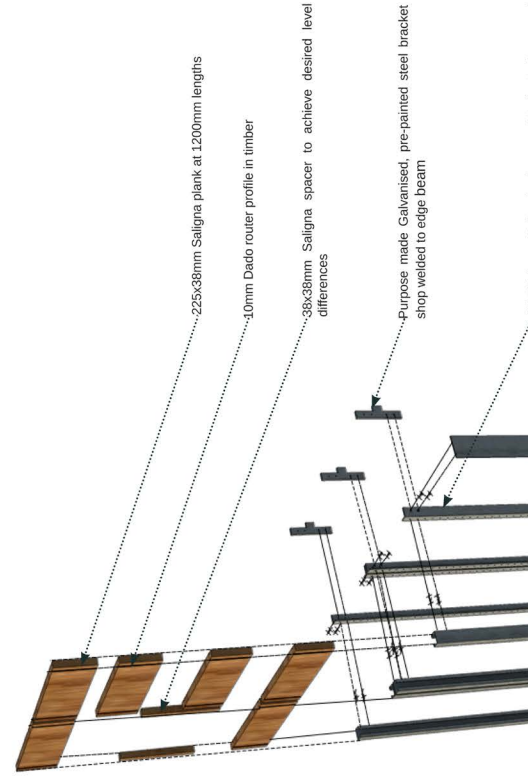 225x38mm Saligna plank at 1200mm lengths
10mm Dado router profile in timber
38x38mm Saligna spacer to achieve desired level
differences
Purpose made Galvanised, pre-painted steel bracket
shop welded to edge beam